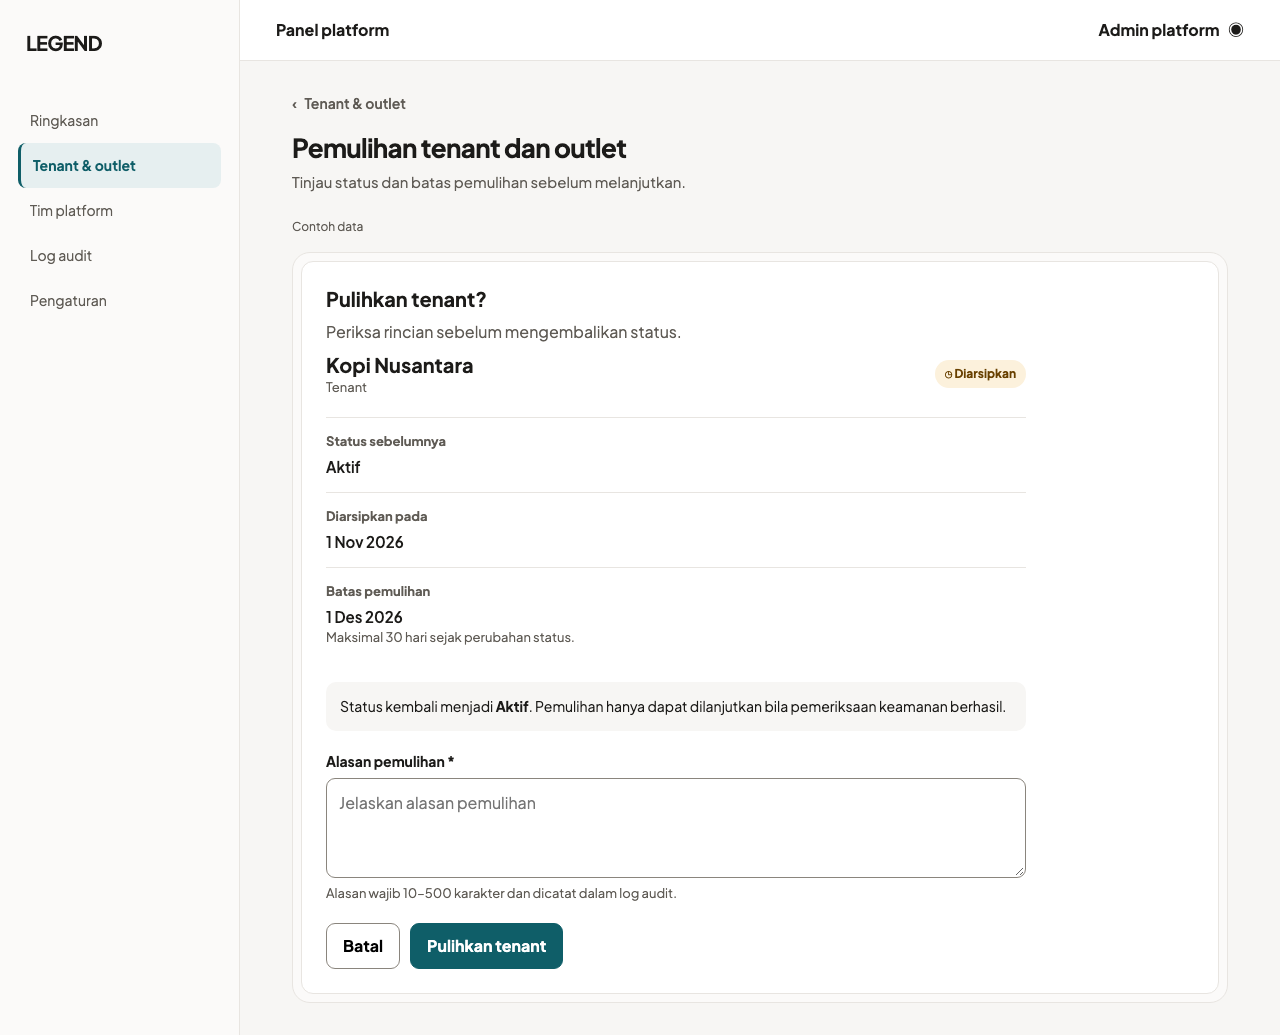 LEGEND
Panel platform
Admin platform
Ringkasan
Tenant & outlet
Tim platform
Log audit
Pengaturan
‹ Tenant & outlet
Pemulihan tenant dan outlet
Tinjau status dan batas pemulihan sebelum melanjutkan.
Contoh data
Pulihkan tenant?
Periksa rincian sebelum mengembalikan status.
Kopi Nusantara
Tenant
Diarsipkan
Status sebelumnya
Aktif
Diarsipkan pada
1 Nov 2026
Batas pemulihan
1 Des 2026
Maksimal 30 hari sejak perubahan status.
Status kembali menjadi Aktif. Pemulihan hanya dapat dilanjutkan bila pemeriksaan keamanan berhasil.
Alasan pemulihan *
Jelaskan alasan pemulihan
Alasan wajib 10–500 karakter dan dicatat dalam log audit.
Batal
Pulihkan tenant